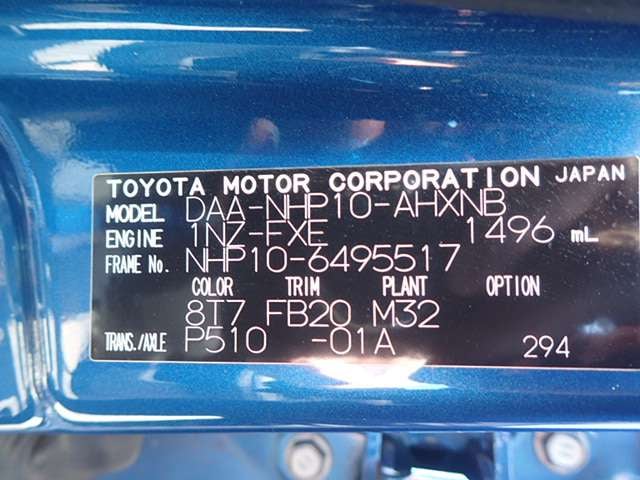 TOYOTA MOTOR CORPORATION JAPAN
MODEL DAA-NHP10-AHXNB
ENGINE 1NZ-FXE 1496 mL
FRAME No. NHP10-6495517
COLOR TRIM PLANT OPTION
8T7 FB20 M32
TRANS./AXLE P510 -01A 294